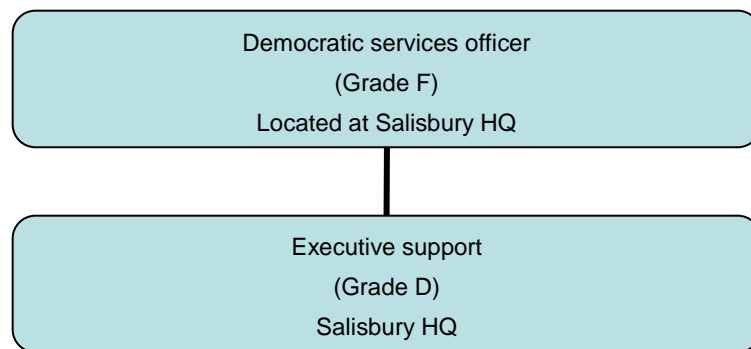 Democratic services officer
(Grade F)
Located at Salisbury HQ
Executive support
(Grade D)
Salisbury HQ